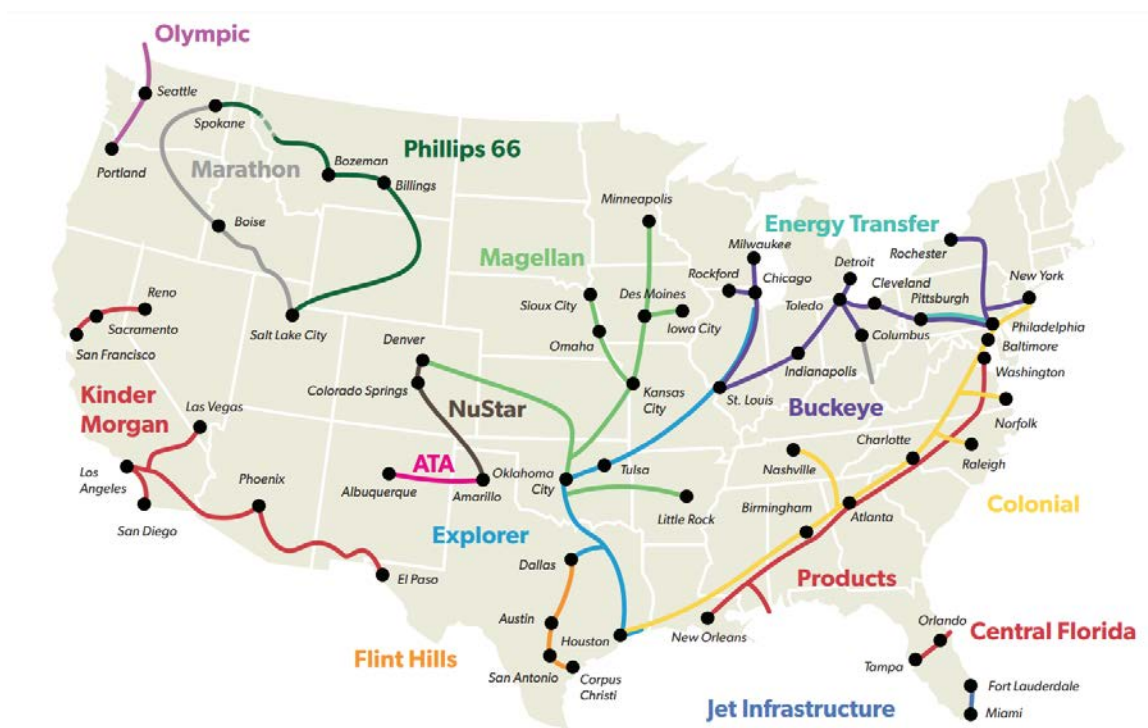 Olympic
Seattle
Spokane
Portland
Marathon
Phillips 66
Bozeman
Billings
Boise
Salt Lake City
Minneapolis
Magellan
Milwaukee
Energy Transfer
Rochester
Rockford
Chicago
Detroit
Cleveland
New York
Toledo
Pittsburgh
Sioux City
Des Moines
Iowa City
Omaha
Reno
Sacramento
San Francisco
Philadelphia
Baltimore
Columbus
Washington
Indianapolis
Denver
Colorado Springs
Kansas
City
St. Louis
Buckeye
Norfolk
Kinder
Morgan
Las Vegas
NuStar
Charlotte
Raleigh
Los
Angeles
Phoenix
ATA
Albuquerque
Amarillo
Oklahoma
City
Tulsa
Nashville
San Diego
Little Rock
Birmingham
Atlanta
Colonial
Explorer
Dallas
El Paso
Products
Austin
Houston
New Orleans
Orlando
Central Florida
Flint Hills
San Antonio
Corpus
Christi
Tampa
Fort Lauderdale
Jet Infrastructure
Miami